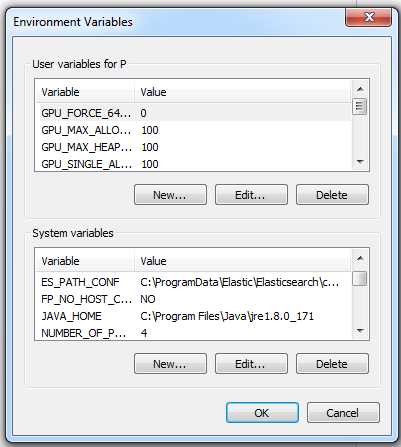 Environment Variables
User variables for P
Variable Value
GPU_FORCE_64... 0
GPU_MAX_ALLO... 100
GPU_MAX_HEAP... 100
GPU_SINGLE_AL... 100
New... Edit... Delete
System variables
Variable Value
ES_PATH_CONF C:\ProgramData\Elastic\Elasticsearch\c...
FP_NO_HOST_C... NO
JAVA_HOME C:\Program Files\Java\jre1.8.0_171
NUMBER_OF_P... 4
New... Edit... Delete
OK Cancel